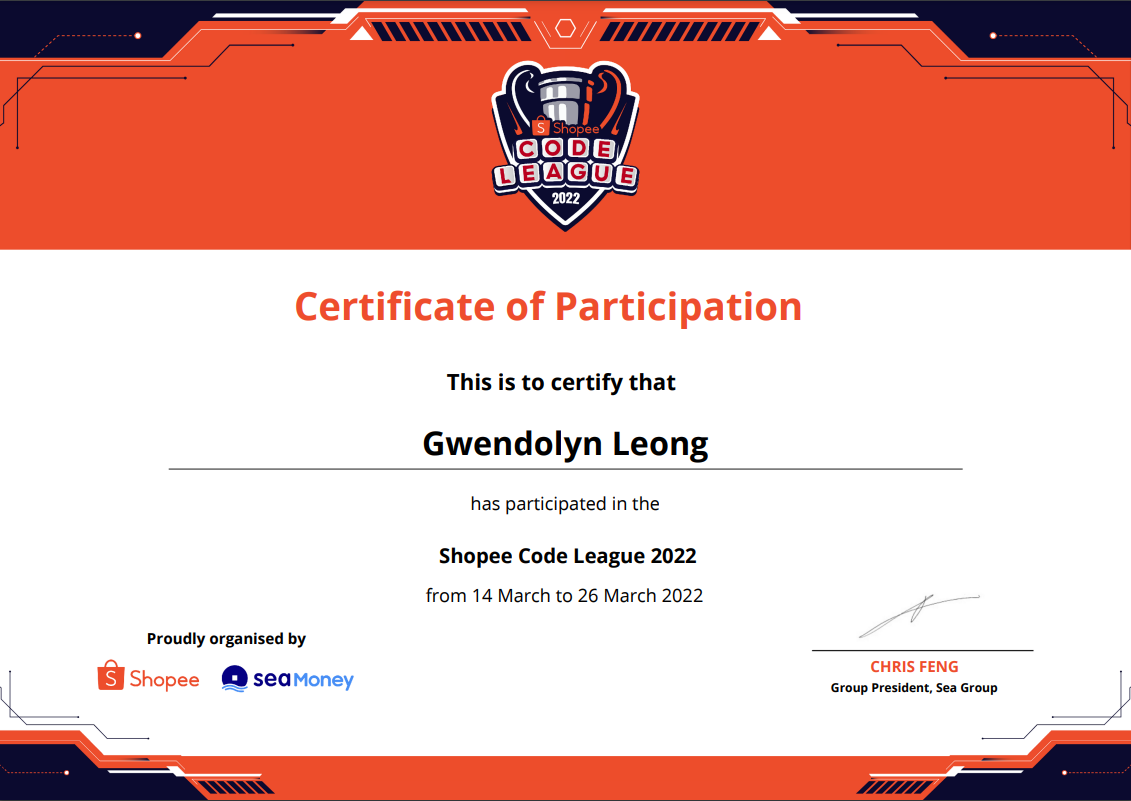 Shopee
CODE
LEAGUE
2022
Certificate of Participation
This is to certify that
Gwendolyn Leong
has participated in the
Shopee Code League 2022
from 14 March to 26 March 2022
Proudly organised by
Shopee
sea Money
CHRIS FENG
Group President, Sea Group